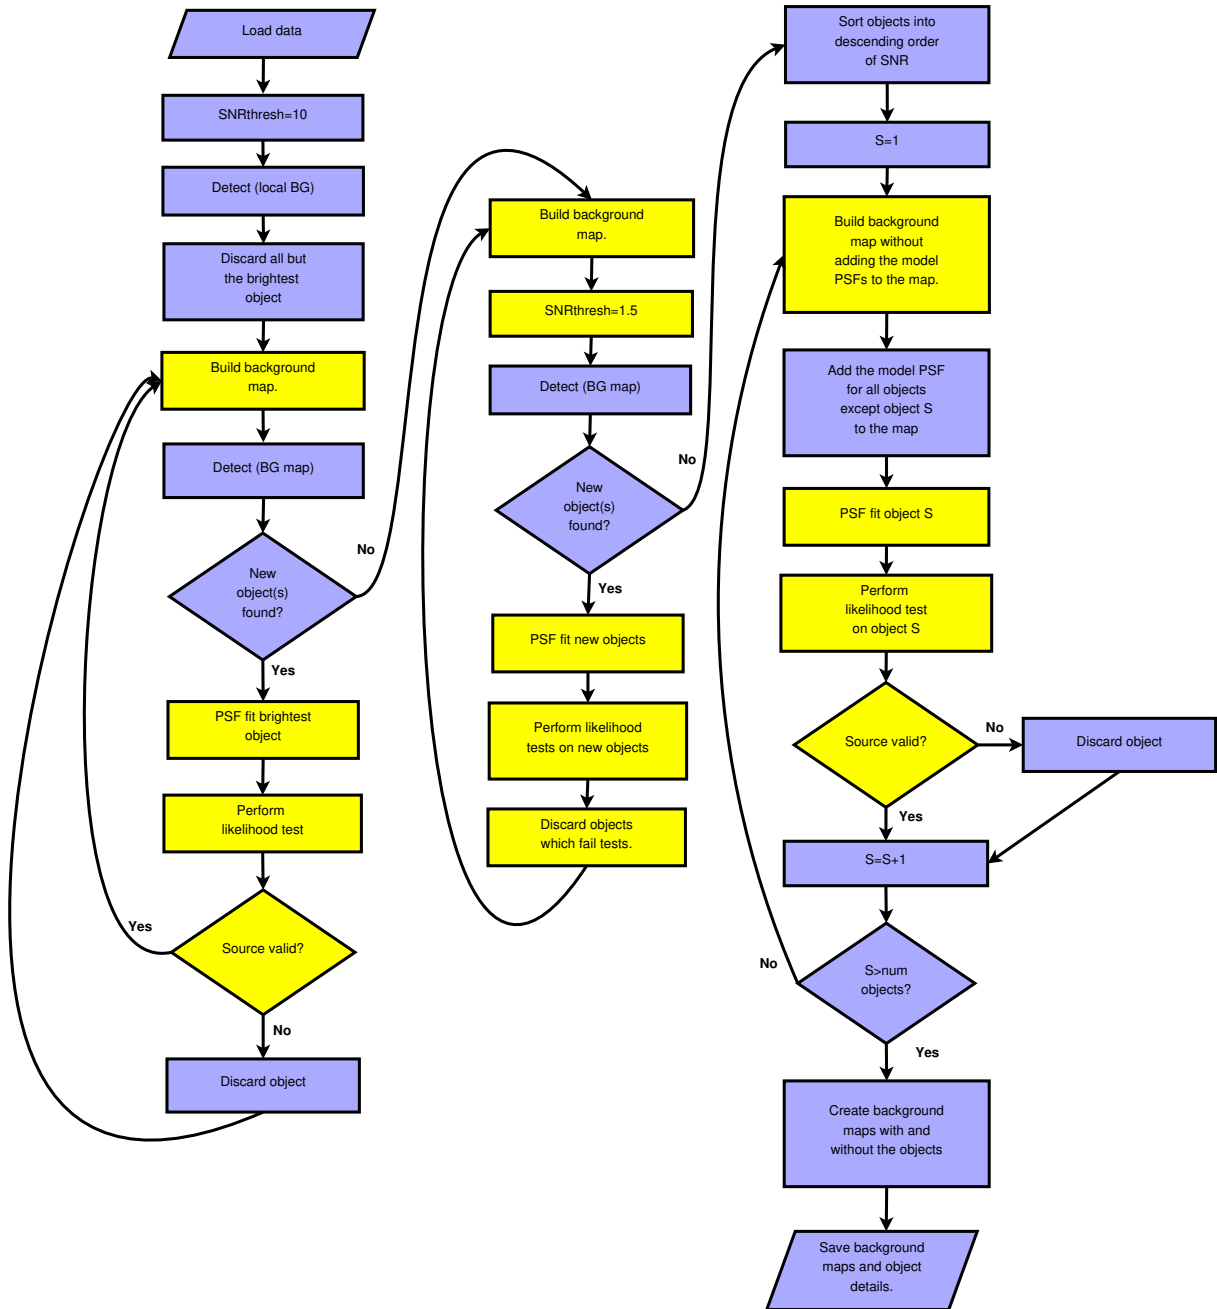 Load data
SNRthresh=10
Detect (local BG)
Discard all but
the brightest
object
Build background
map.
Detect (BG map)
New
object(s)
found?
No
Yes
PSF fit brightest
object
Perform
likelihood test
Source valid?
Yes
No
Discard object
Build background
map.
SNRthresh=1.5
Detect (BG map)
New
object(s)
found?
No
Yes
PSF fit new objects
Perform likelihood
tests on new objects
Discard objects
which fail tests.
Sort objects into
descending order
of SNR
S=1
Build background
map without
adding the model
PSFs to the map.
Add the model PSF
for all objects
except object S
to the map
PSF fit object S
Perform
likelihood test
on object S
Source valid?
No
Discard object
Yes
S=S+1
S>num
objects?
No
Yes
Create background
maps with and
without the objects
Save background
maps and object
details.